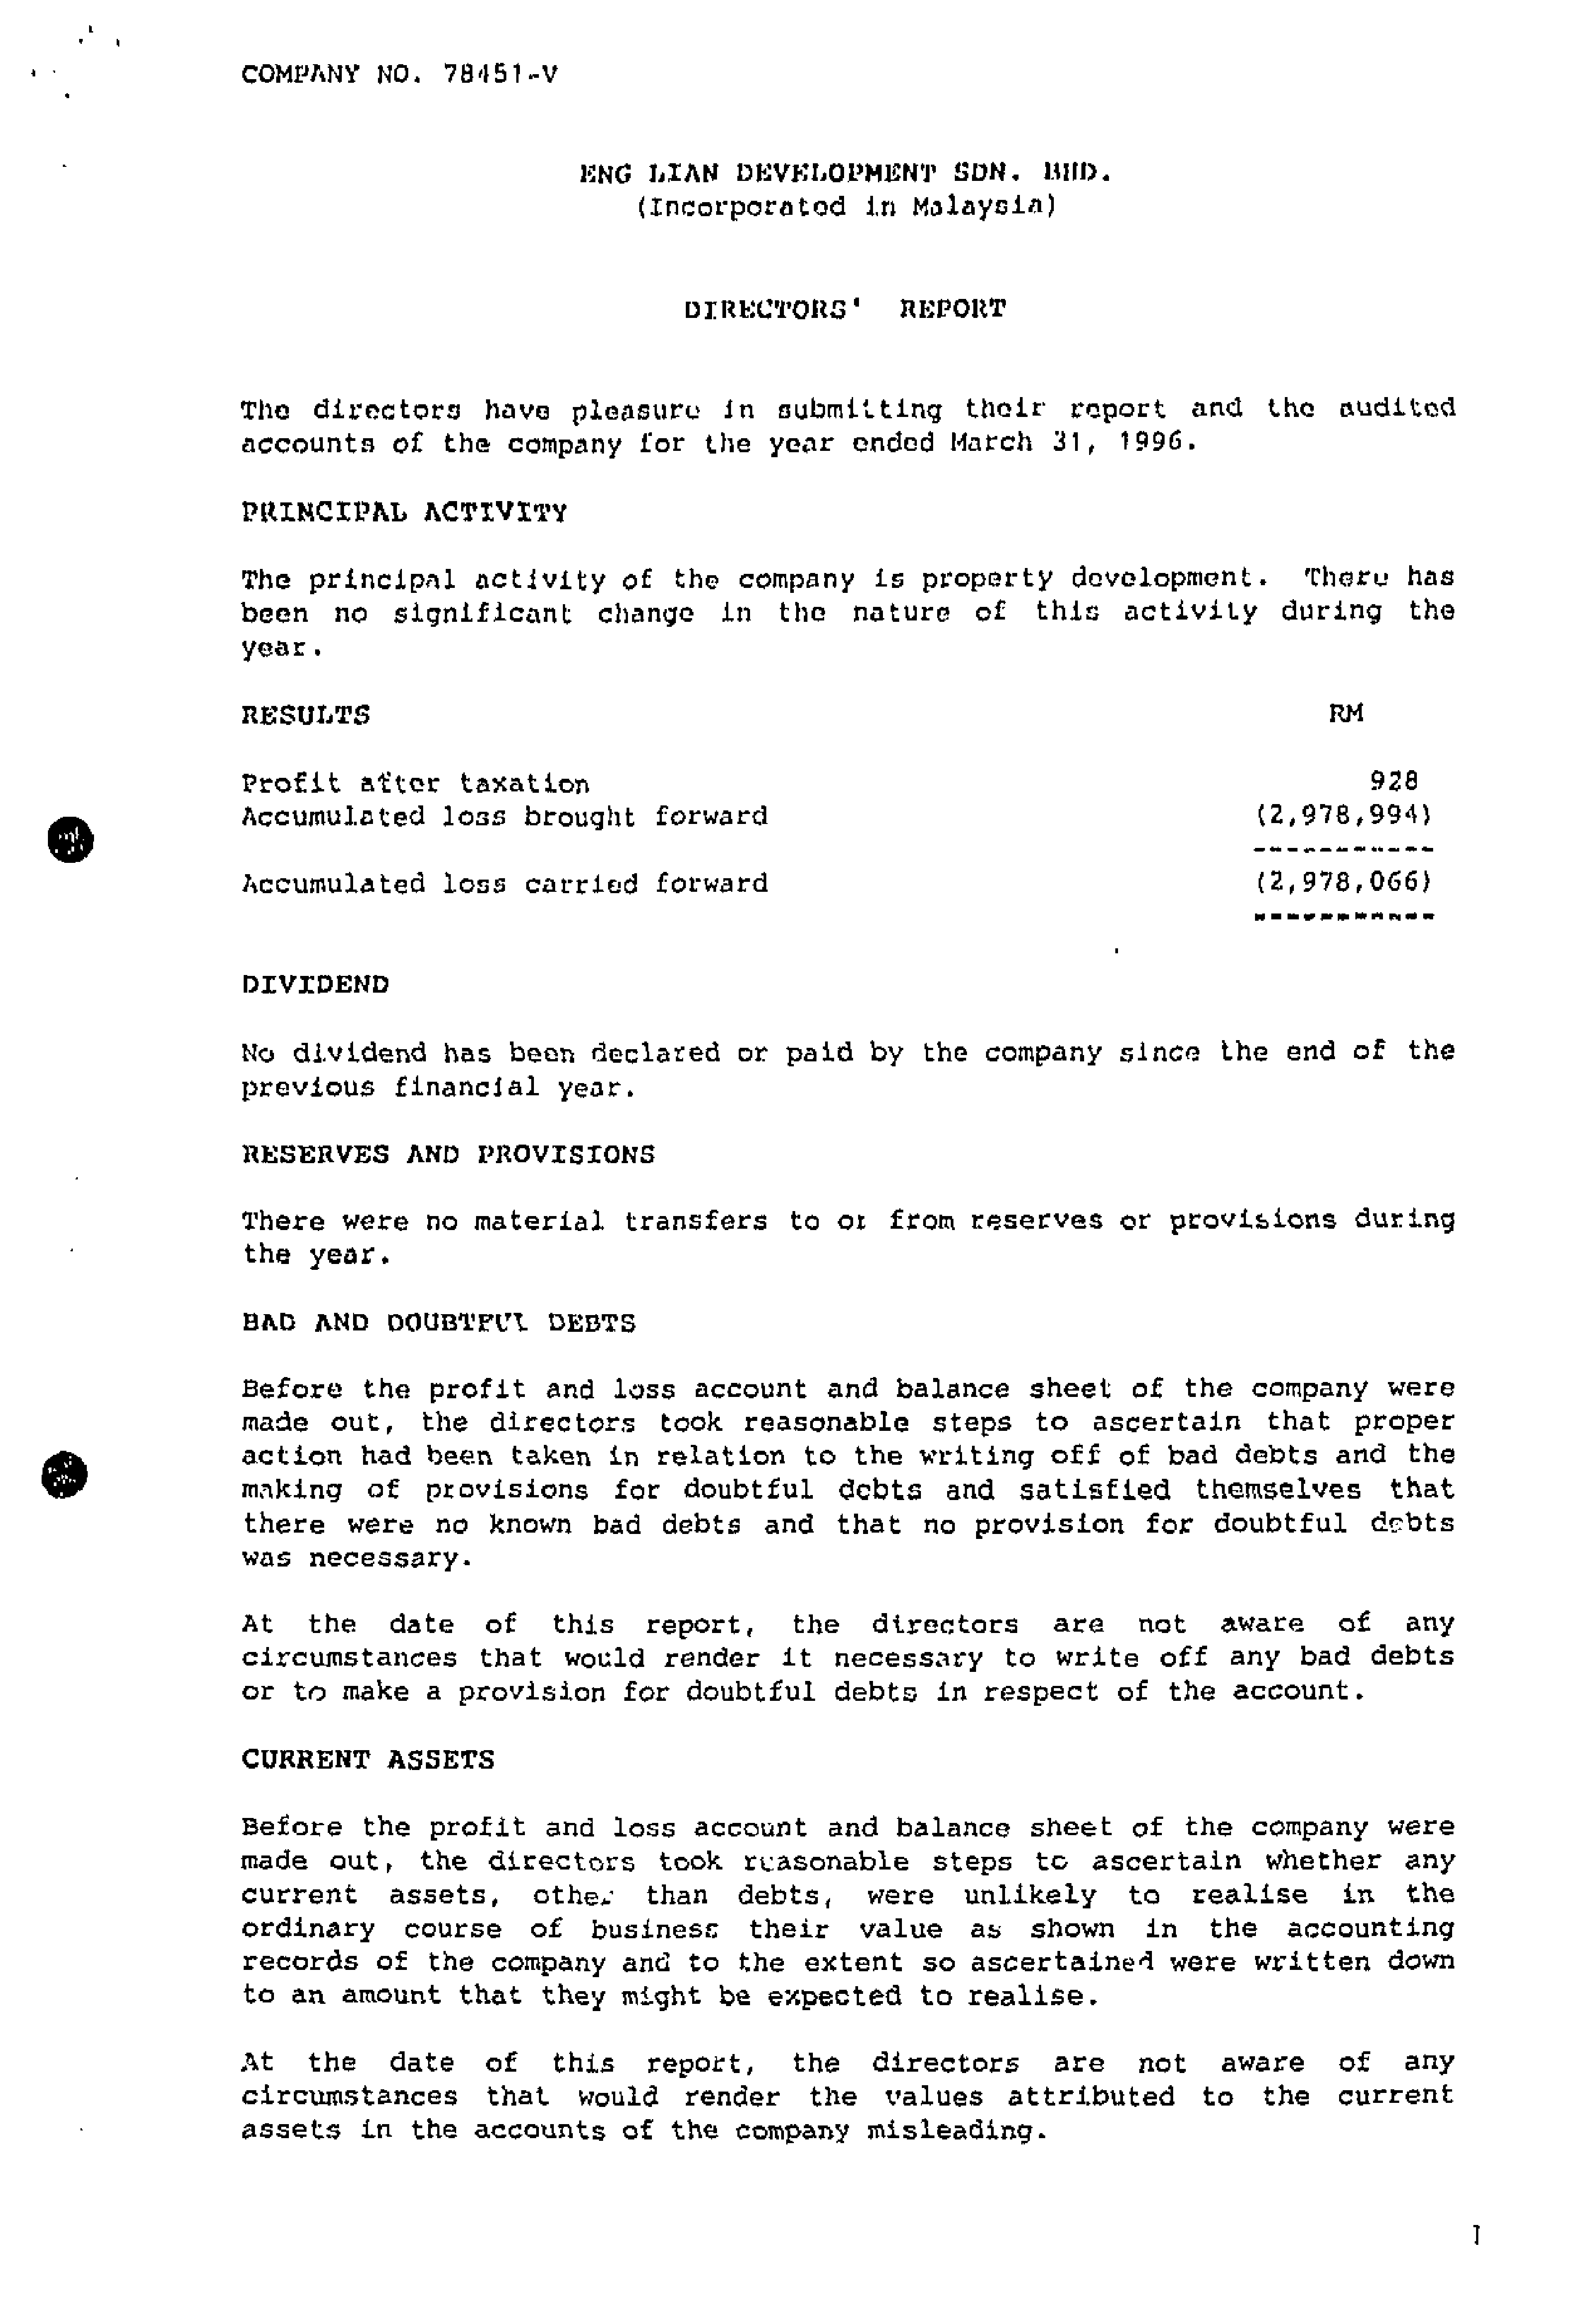 COMPANY NO. 78451-V
ENG LIAN DEVELOPMENT SDN. BHD.
(Incorporated in Malaysia)
DIRECTORS' REPORT
The directors have pleasure in submitting their report and the audited
accounts of the company for the year ended March 31, 1996.
PRINCIPAL ACTIVITY
The principal activity of the company is property development. There has
been no significant change in the nature of this activity during the
year.
RESULTS RM
Profit after taxation 928
Accumulated loss brought forward (2,978,994)
Accumulated loss carried forward (2,978,066)
DIVIDEND
No dividend has been declared or paid by the company since the end of the
previous financial year.
RESERVES AND PROVISIONS
There were no material transfers to or from reserves or provisions during
the year.
BAD AND DOUBTFUL DEBTS
Before the profit and loss account and balance sheet of the company were
made out, the directors took reasonable steps to ascertain that proper
action had been taken in relation to the writing off of bad debts and the
making of provisions for doubtful debts and satisfied themselves that
there were no known bad debts and that no provision for doubtful debts
was necessary.
At the date of this report, the directors are not aware of any
circumstances that would render it necessary to write off any bad debts
or to make a provision for doubtful debts in respect of the account.
CURRENT ASSETS
Before the profit and loss account and balance sheet of the company were
made out, the directors took reasonable steps to ascertain whether any
current assets, other than debts, were unlikely to realise in the
ordinary course of business their value as shown in the accounting
records of the company and to the extent so ascertained were written down
to an amount that they might be expected to realise.
At the date of this report, the directors are not aware of any
circumstances that would render the values attributed to the current
assets in the accounts of the company misleading.
1